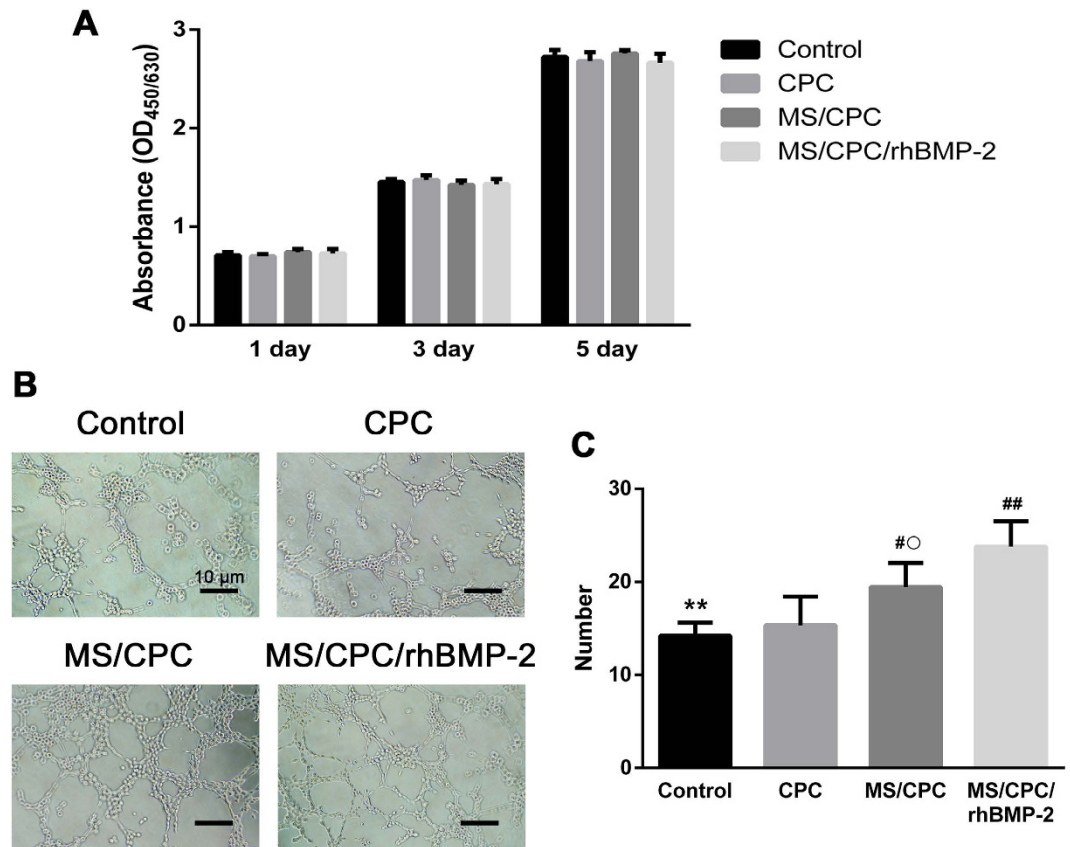 A
3
2
1
0
Absorbance (OD450/630)
1 day
3 day
5 day
Control
CPC
MS/CPC
MS/CPC/rhBMP-2
B
Control
CPC
10 μm
MS/CPC
MS/CPC/rhBMP-2
C
30
20
10
0
Number
**
#○
##
Control
CPC
MS/CPC
MS/CPC/
rhBMP-2